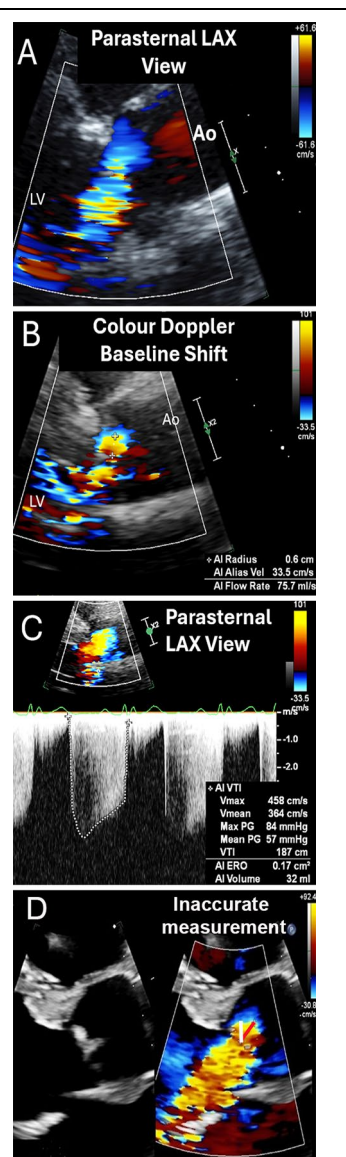 A
Parasternal LAX
View
+61.6
-61.6
cm/s
x
Ao
LV
B
Colour Doppler
Baseline Shift
101
-33.5
cm/s
x2
Ao
LV
AI Radius 0.6 cm
AI Alias Vel 33.5 cm/s
AI Flow Rate 75.7 ml/s
C
Parasternal
LAX View
x2
101
-33.5
cm/s
m/s
-1.0
-2.0
AI VTI
Vmax 458 cm/s
Vmean 364 cm/s
Max PG 84 mmHg
Mean PG 57 mmHg
VTI 187 cm
AI ERO 0.17 cm²
AI Volume 32 ml
D
Inaccurate
measurement
+92.4
-30.8
cm/s